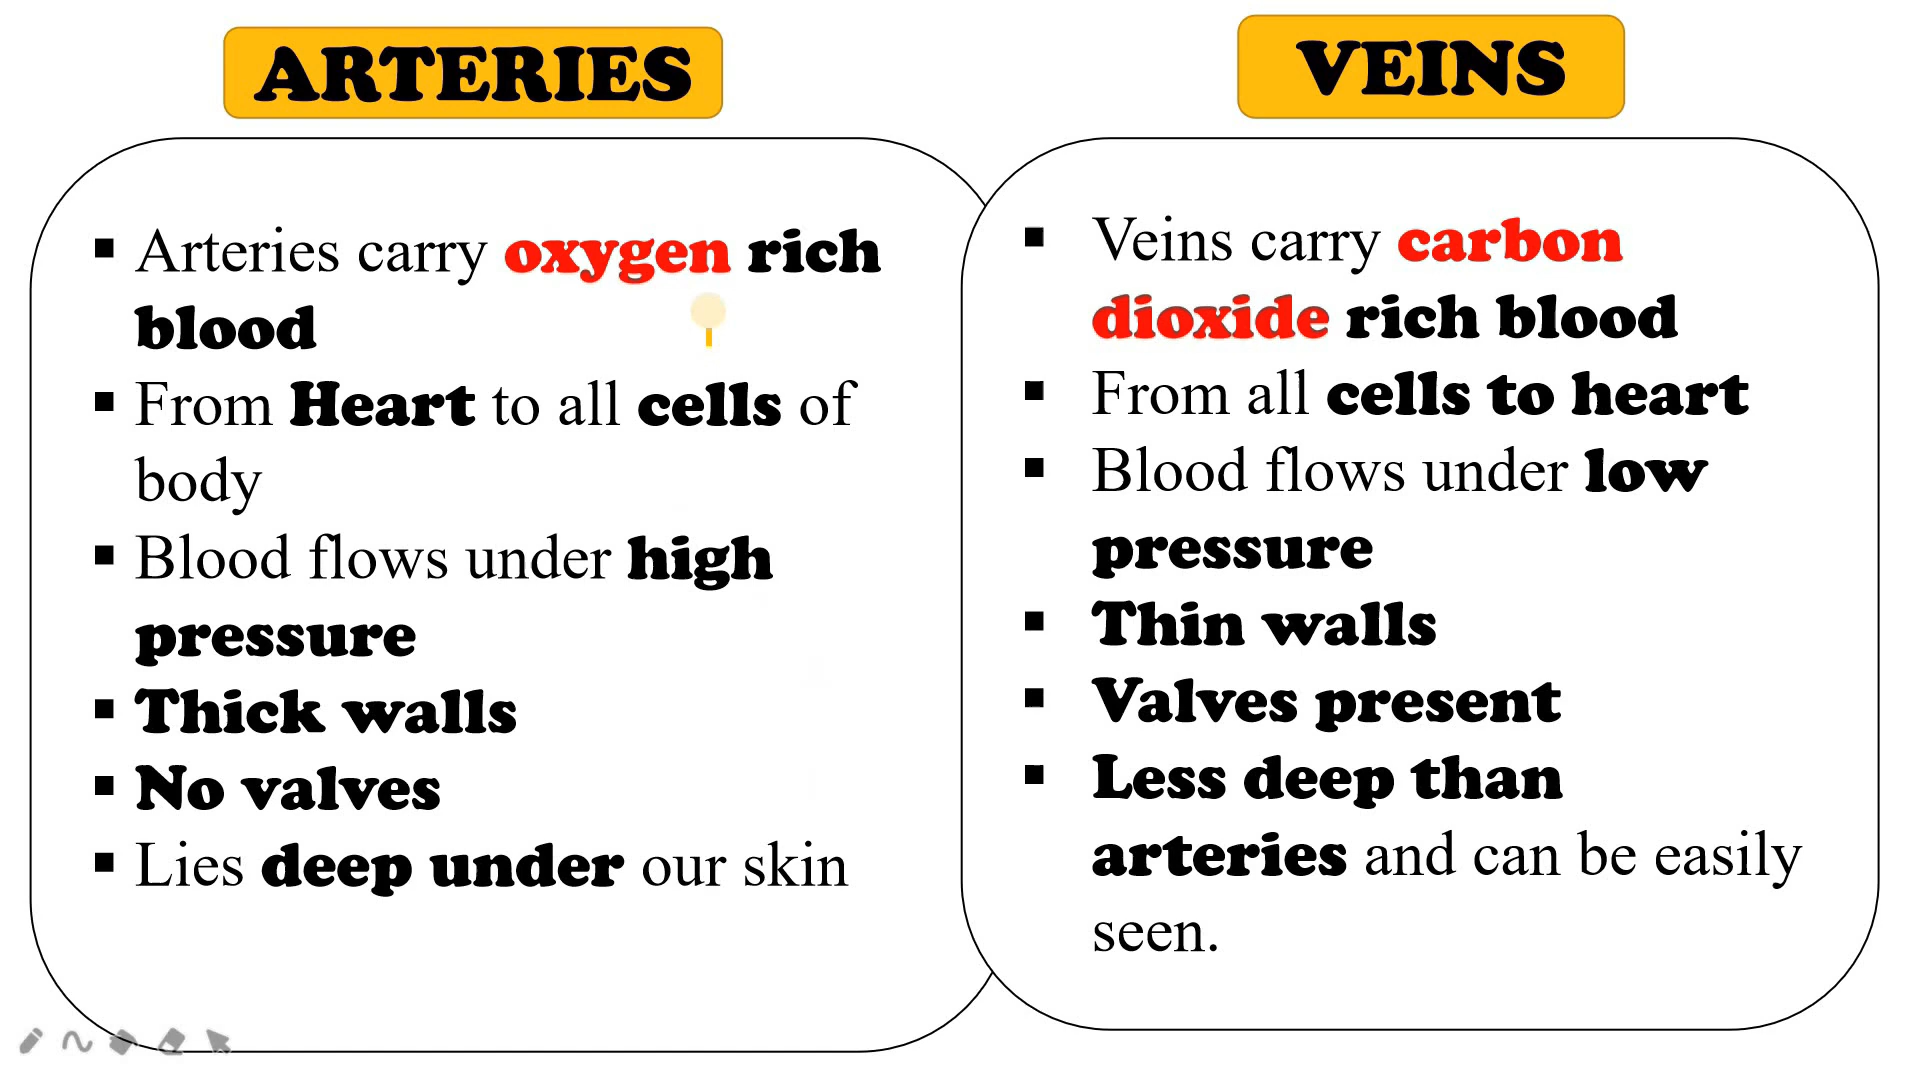 ARTERIES
▪ Arteries carry oxygen rich
blood
▪ From Heart to all cells of
body
▪ Blood flows under high
pressure
▪ Thick walls
▪ No valves
▪ Lies deep under our skin
VEINS
▪ Veins carry carbon
dioxide rich blood
▪ From all cells to heart
▪ Blood flows under low
pressure
▪ Thin walls
▪ Valves present
▪ Less deep than
arteries and can be easily
seen.